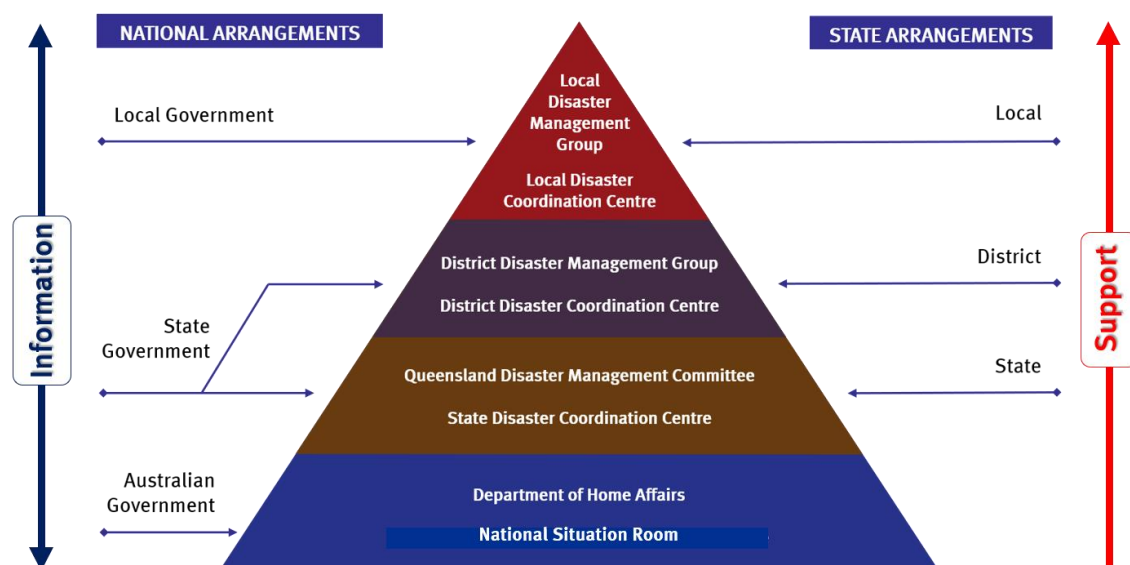 NATIONAL ARRANGEMENTS
STATE ARRANGEMENTS
Local
Disaster
Management
Group
Local Disaster
Coordination Centre
Local Government
Local
District Disaster Management Group
District Disaster Coordination Centre
District
State
Government
Queensland Disaster Management Committee
State Disaster Coordination Centre
State
Australian
Government
Department of Home Affairs
National Situation Room
Information
Support